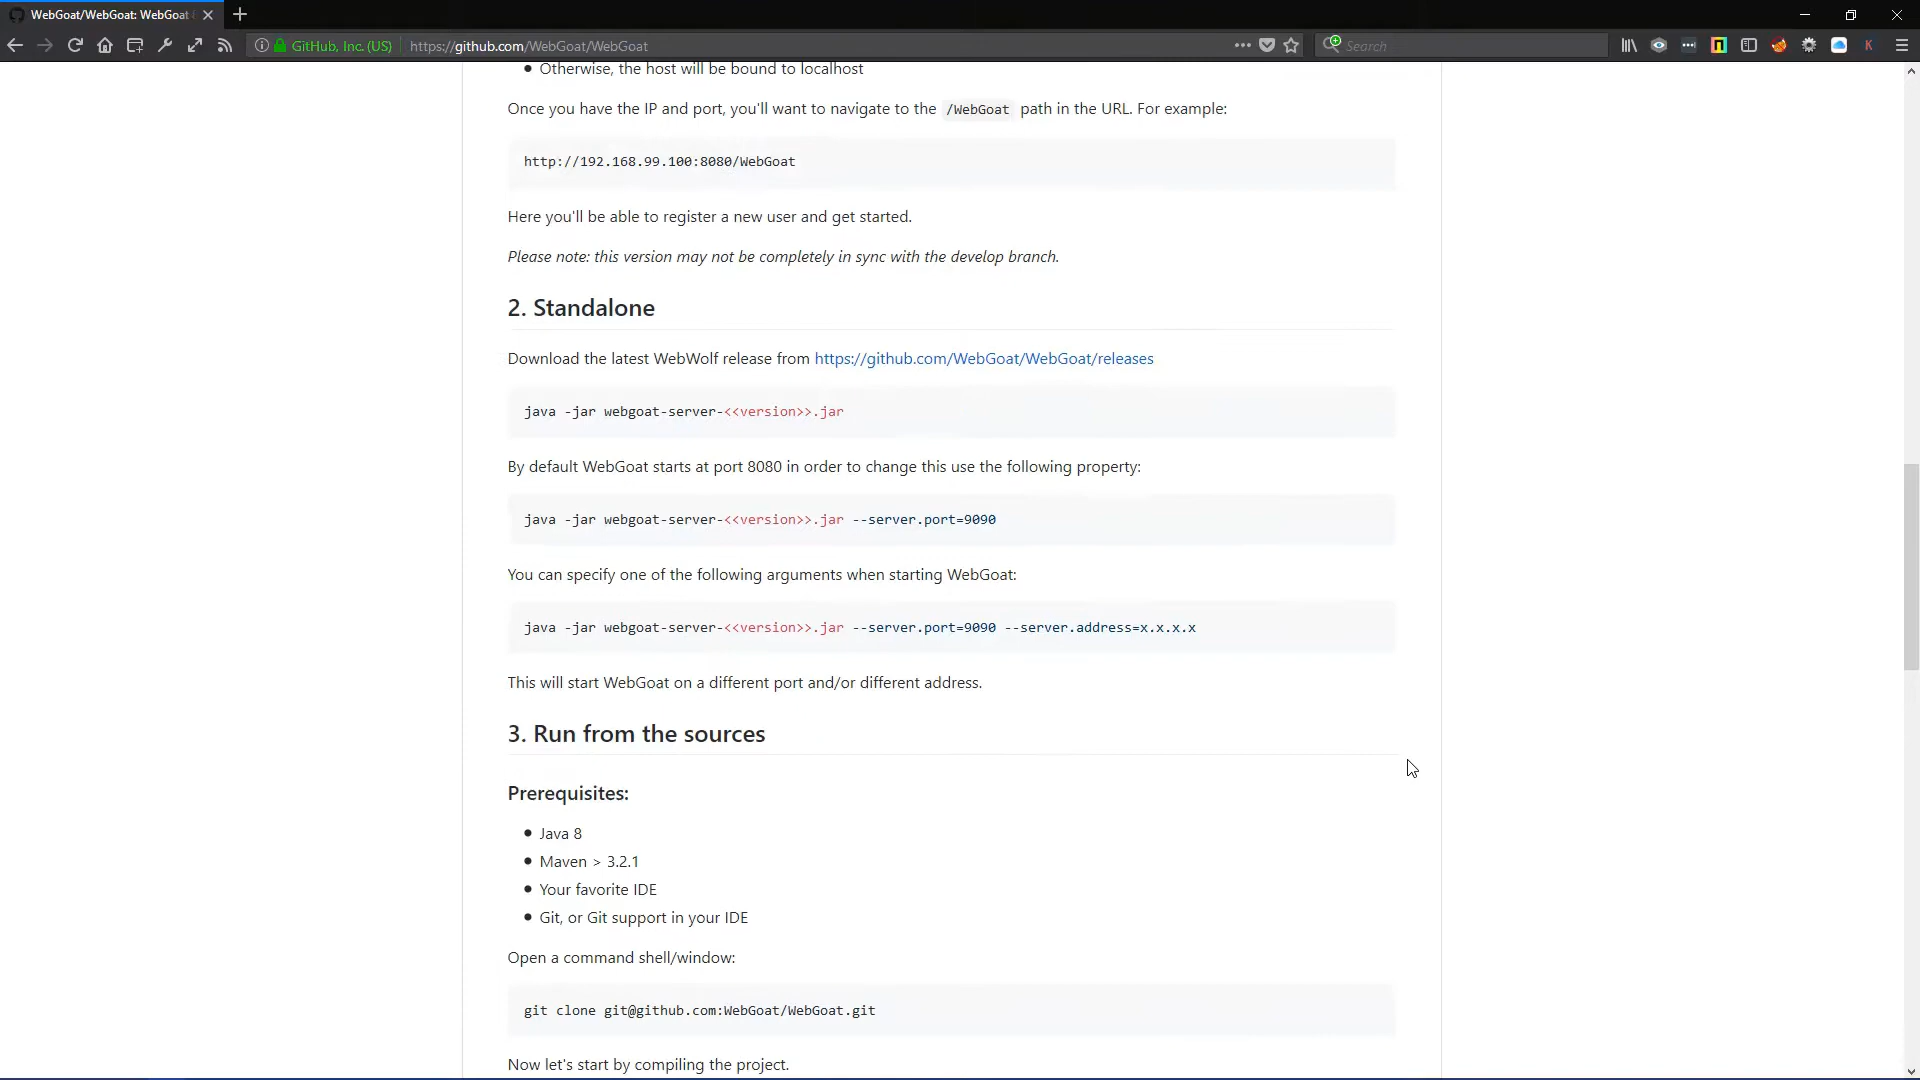 WebGoat/WebGoat: WebGoat
GitHub, Inc. (US)
https://github.com/WebGoat/WebGoat
Search
Otherwise, the host will be bound to localhost
Once you have the IP and port, you'll want to navigate to the /WebGoat path in the URL. For example:
http://192.168.99.100:8080/WebGoat
Here you'll be able to register a new user and get started.
Please note: this version may not be completely in sync with the develop branch.
2. Standalone
Download the latest WebWolf release from https://github.com/WebGoat/WebGoat/releases
java -jar webgoat-server-<<version>>.jar
By default WebGoat starts at port 8080 in order to change this use the following property:
java -jar webgoat-server-<<version>>.jar --server.port=9090
You can specify one of the following arguments when starting WebGoat:
java -jar webgoat-server-<<version>>.jar --server.port=9090 --server.address=x.x.x.x
This will start WebGoat on a different port and/or different address.
3. Run from the sources
Prerequisites:
Java 8
Maven > 3.2.1
Your favorite IDE
Git, or Git support in your IDE
Open a command shell/window:
git clone git@github.com:WebGoat/WebGoat.git
Now let's start by compiling the project.